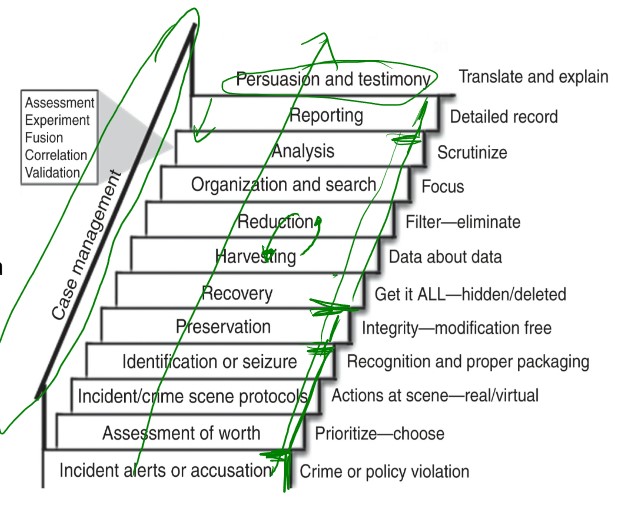 Persuasion and testimony Translate and explain
Assessment
Experiment
Fusion
Correlation
Validation
Reporting Detailed record
Analysis Scrutinize
Organization and search Focus
Reduction Filter—eliminate
Harvesting Data about data
Case management
Recovery Get it ALL—hidden/deleted
Preservation Integrity—modification free
Identification or seizure Recognition and proper packaging
Incident/crime scene protocols Actions at scene—real/virtual
Assessment of worth Prioritize—choose
Incident alerts or accusation Crime or policy violation